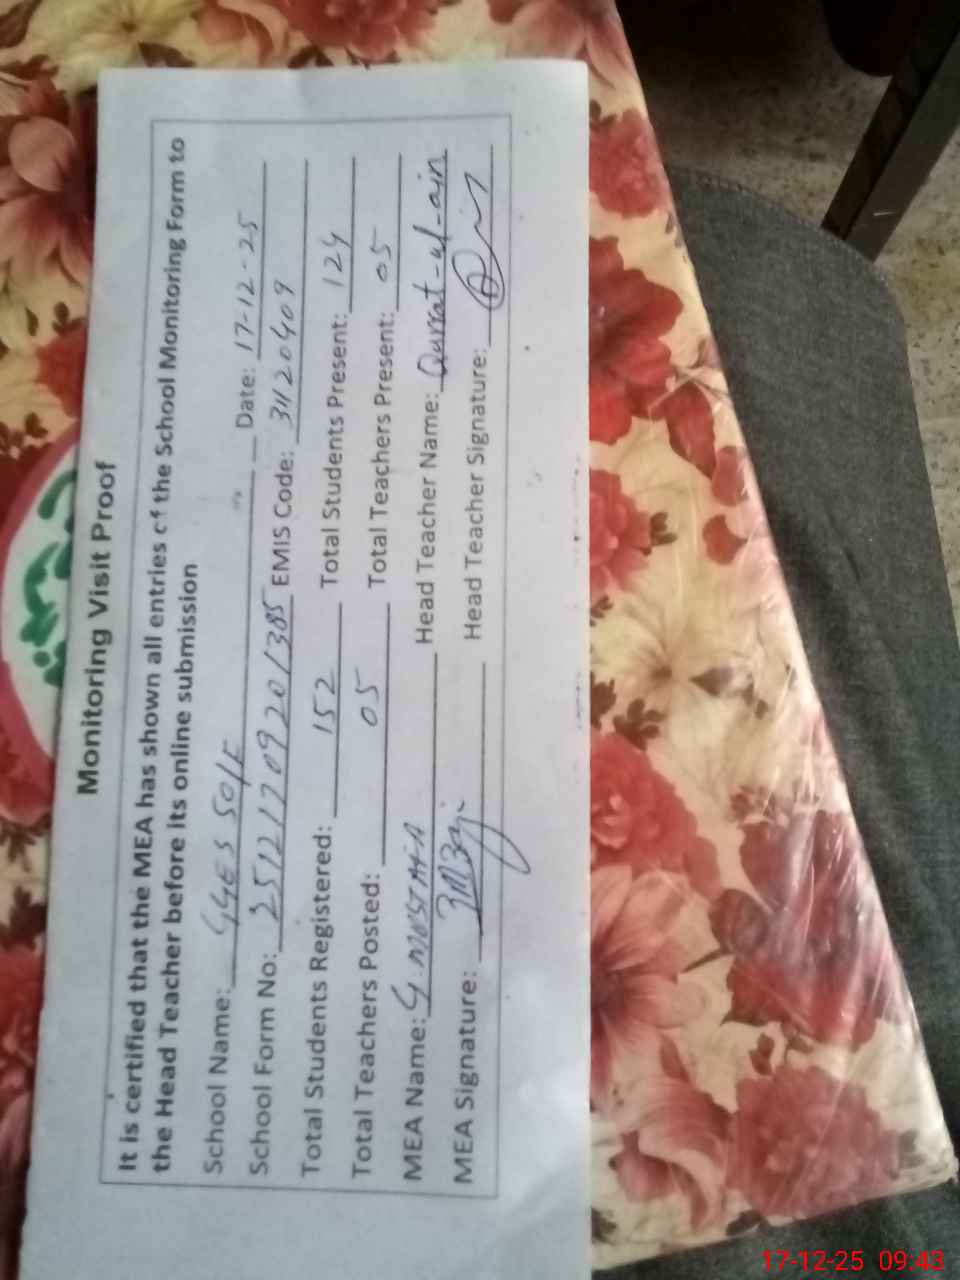 Monitoring Visit Proof
It is certified that the MEA has shown all entries of the School Monitoring Form to
the Head Teacher before its online submission
School Name: GGES 50/F Date: 17-12-25
School Form No: 25121709201385 EMIS Code: 31120409
Total Students Registered: 152 Total Students Present: 124
Total Teachers Posted: 05 Total Teachers Present: 05
MEA Name: G. MUSTAFA Head Teacher Name: Qurrat-ul-ain
MEA Signature: Head Teacher Signature:
17-12-25 09:43